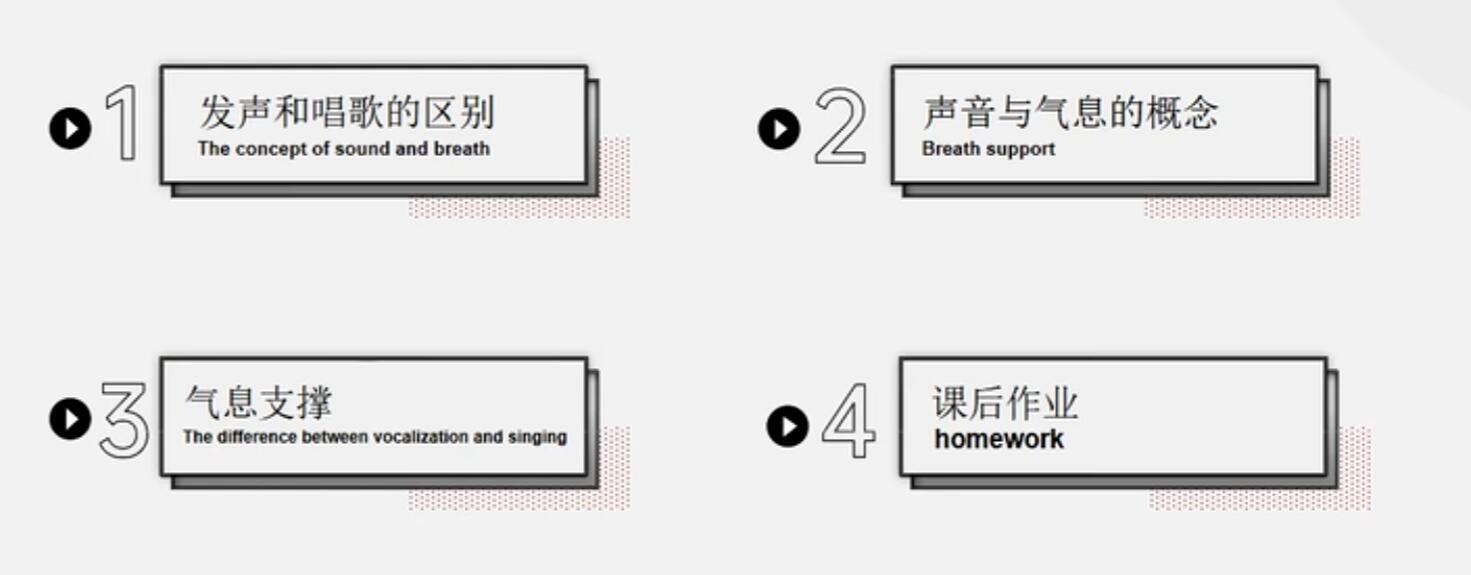 1
发声和唱歌的区别
The concept of sound and breath
2
声音与气息的概念
Breath support
3
气息支撑
The difference between vocalization and singing
4
课后作业
homework